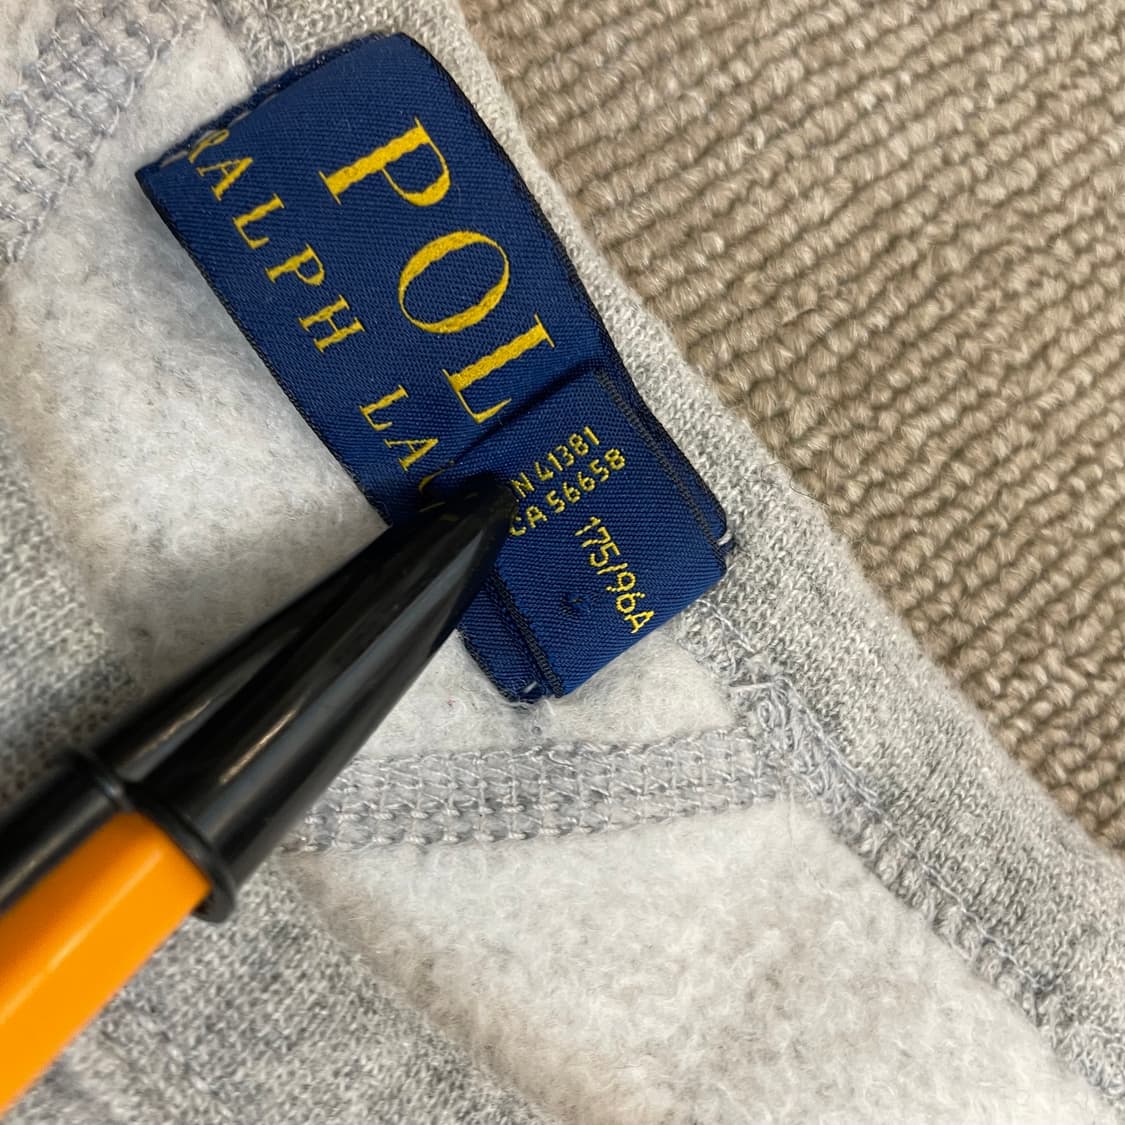 POL
RALPH LA
N 41381
CA 56658
175/96A